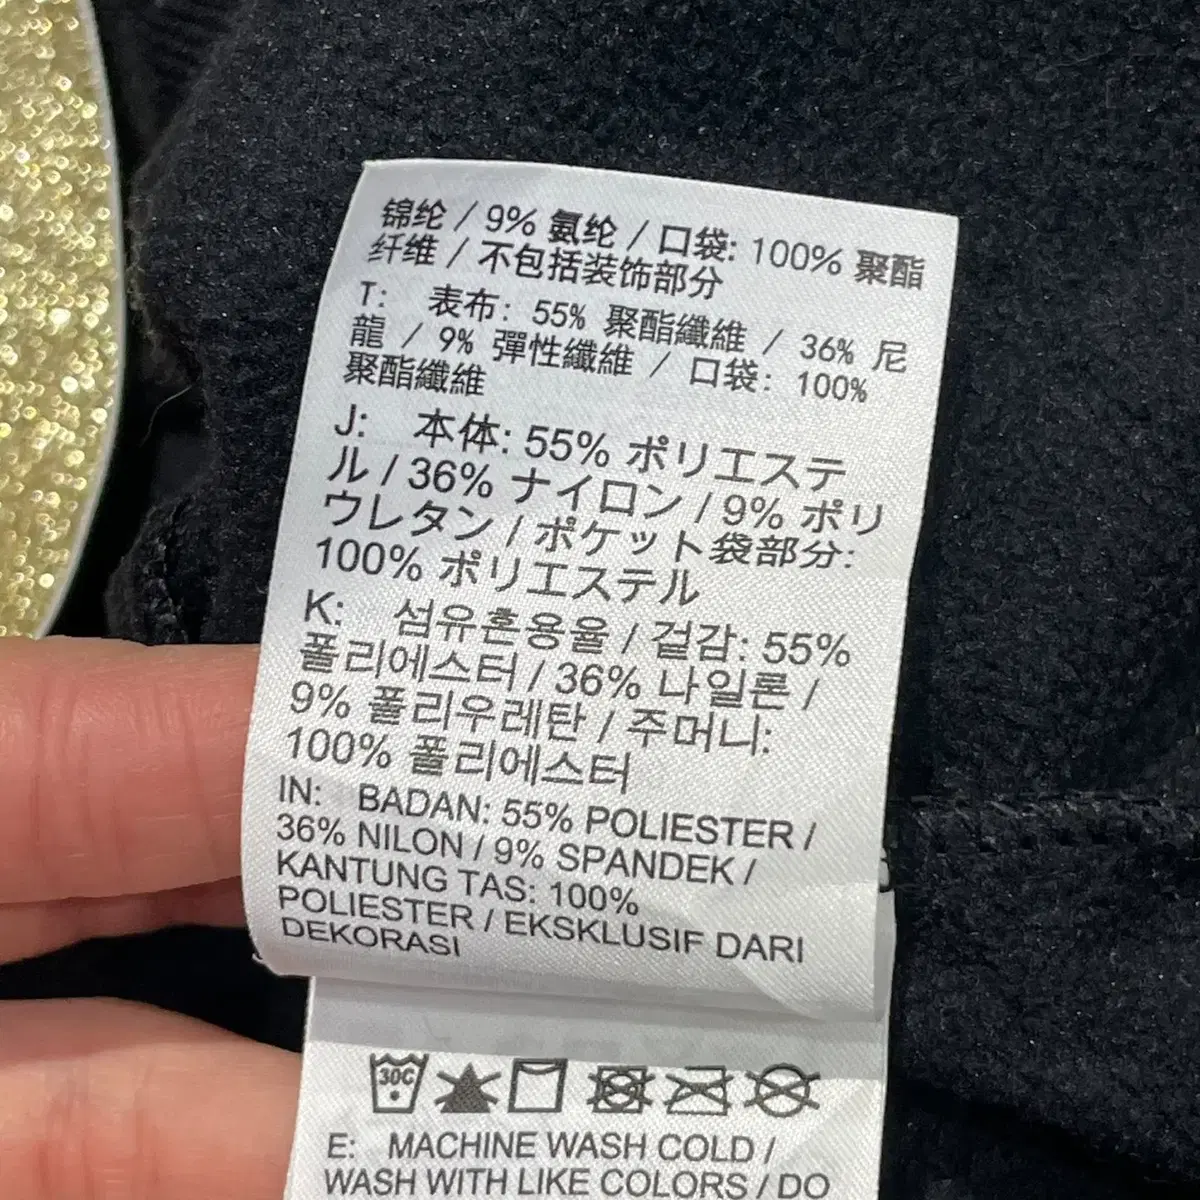 锦纶 / 9% 氨纶 / 口袋: 100% 聚酯
纤维 / 不包括装饰部分
T: 表布: 55% 聚酯纖維 / 36% 尼
龍 / 9% 彈性纖維 / 口袋: 100%
聚酯纖維
J: 本体: 55% ポリエステ
ル / 36% ナイロン / 9% ポリ
ウレタン / ポケット袋部分:
100% ポリエステル
K: 섬유혼용율 / 겉감: 55%
폴리에스터 / 36% 나일론 /
9% 폴리우레탄 / 주머니:
100% 폴리에스터
IN: BADAN: 55% POLIESTER /
36% NILON / 9% SPANDEK /
KANTUNG TAS: 100%
POLIESTER / EKSKLUSIF DARI
DEKORASI
30C
E: MACHINE WASH COLD /
WASH WITH LIKE COLORS / DO